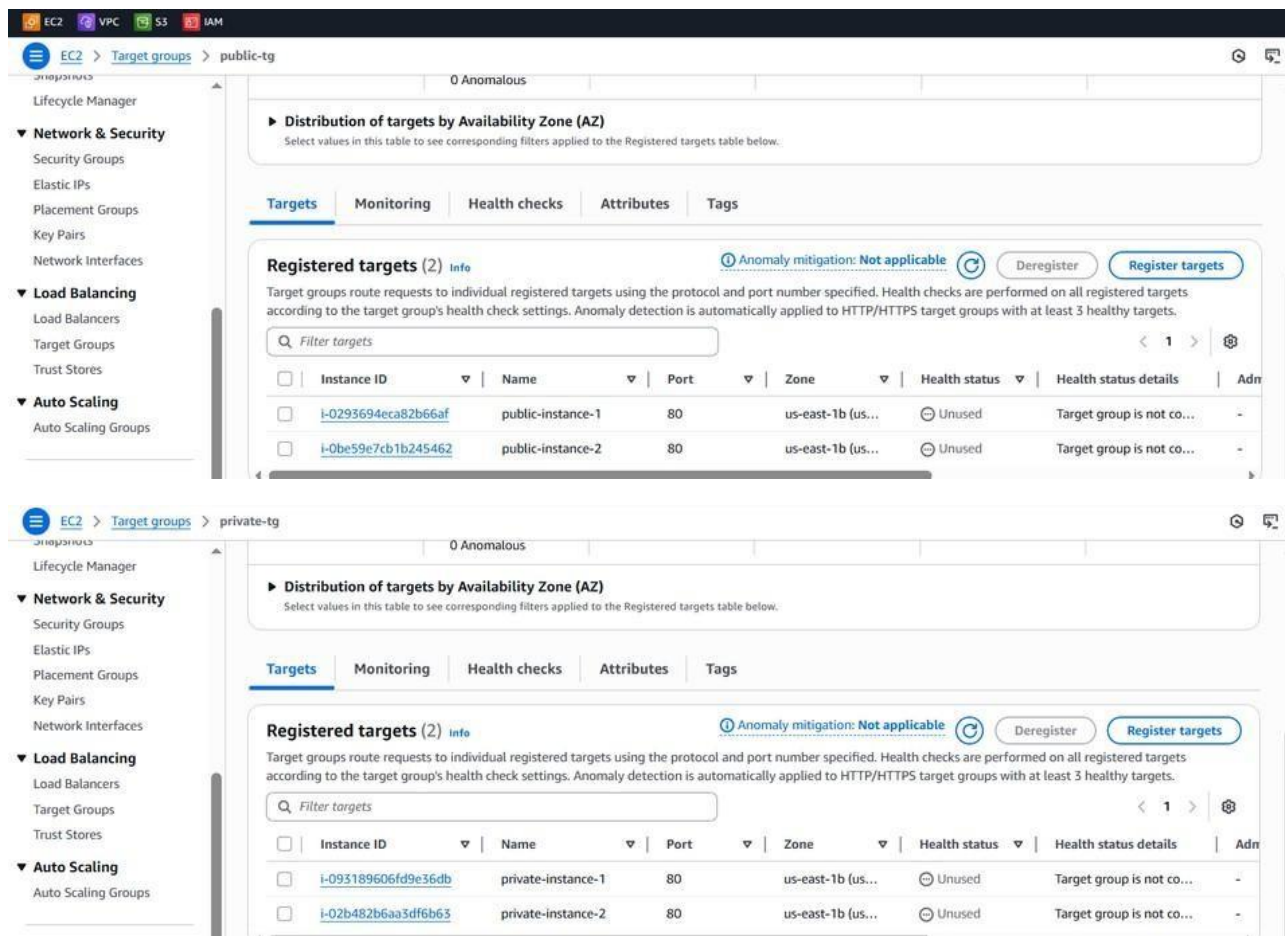 EC2 VPC S3 IAM
EC2 > Target groups > public-tg
Snapshots
Lifecycle Manager
Network & Security
Security Groups
Elastic IPs
Placement Groups
Key Pairs
Network Interfaces
Load Balancing
Load Balancers
Target Groups
Trust Stores
Auto Scaling
Auto Scaling Groups
0 Anomalous
Distribution of targets by Availability Zone (AZ)
Select values in this table to see corresponding filters applied to the Registered targets table below.
Targets Monitoring Health checks Attributes Tags
Registered targets (2) Info Anomaly mitigation: Not applicable Deregister Register targets
Target groups route requests to individual registered targets using the protocol and port number specified. Health checks are performed on all registered targets
according to the target group's health check settings. Anomaly detection is automatically applied to HTTP/HTTPS target groups with at least 3 healthy targets.
Filter targets < 1 >
Instance ID Name Port Zone Health status Health status details Adm
i-0293694eca82b66af public-instance-1 80 us-east-1b (us... Unused Target group is not co... -
i-0be59e7cb1b245462 public-instance-2 80 us-east-1b (us... Unused Target group is not co... -
EC2 > Target groups > private-tg
Snapshots
Lifecycle Manager
Network & Security
Security Groups
Elastic IPs
Placement Groups
Key Pairs
Network Interfaces
Load Balancing
Load Balancers
Target Groups
Trust Stores
Auto Scaling
Auto Scaling Groups
0 Anomalous
Distribution of targets by Availability Zone (AZ)
Select values in this table to see corresponding filters applied to the Registered targets table below.
Targets Monitoring Health checks Attributes Tags
Registered targets (2) Info Anomaly mitigation: Not applicable Deregister Register targets
Target groups route requests to individual registered targets using the protocol and port number specified. Health checks are performed on all registered targets
according to the target group's health check settings. Anomaly detection is automatically applied to HTTP/HTTPS target groups with at least 3 healthy targets.
Filter targets < 1 >
Instance ID Name Port Zone Health status Health status details Adm
i-093189606fd9e36db private-instance-1 80 us-east-1b (us... Unused Target group is not co... -
i-02b482b6aa3df6b63 private-instance-2 80 us-east-1b (us... Unused Target group is not co... -